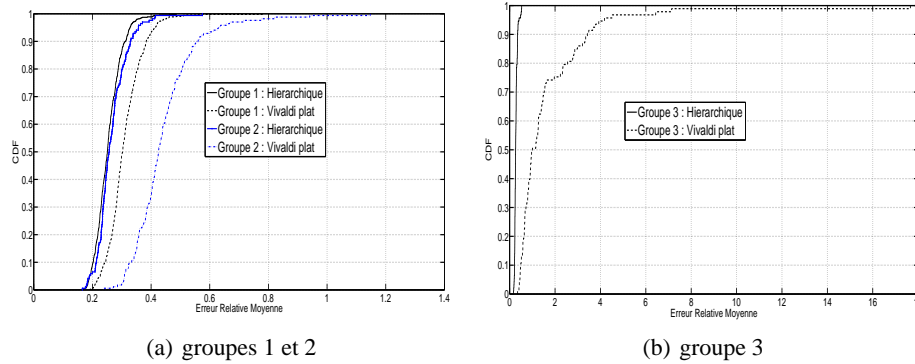 1
0.9
0.8
0.7
0.6
0.5
0.4
0.3
0.2
0.1
0
CDF
Groupe 1 : Hierarchique
Groupe 1 : Vivaldi plat
Groupe 2 : Hierarchique
Groupe 2 : Vivaldi plat
0 0.2 0.4 0.6 0.8 1 1.2 1.4
Erreur Relative Moyenne
(a) groupes 1 et 2
1
0.9
0.8
0.7
0.6
0.5
0.4
0.3
0.2
0.1
0
CDF
Groupe 3 : Hierarchique
Groupe 3 : Vivaldi plat
0 2 4 6 8 10 12 14 16
Erreur Relative Moyenne
(b) groupe 3